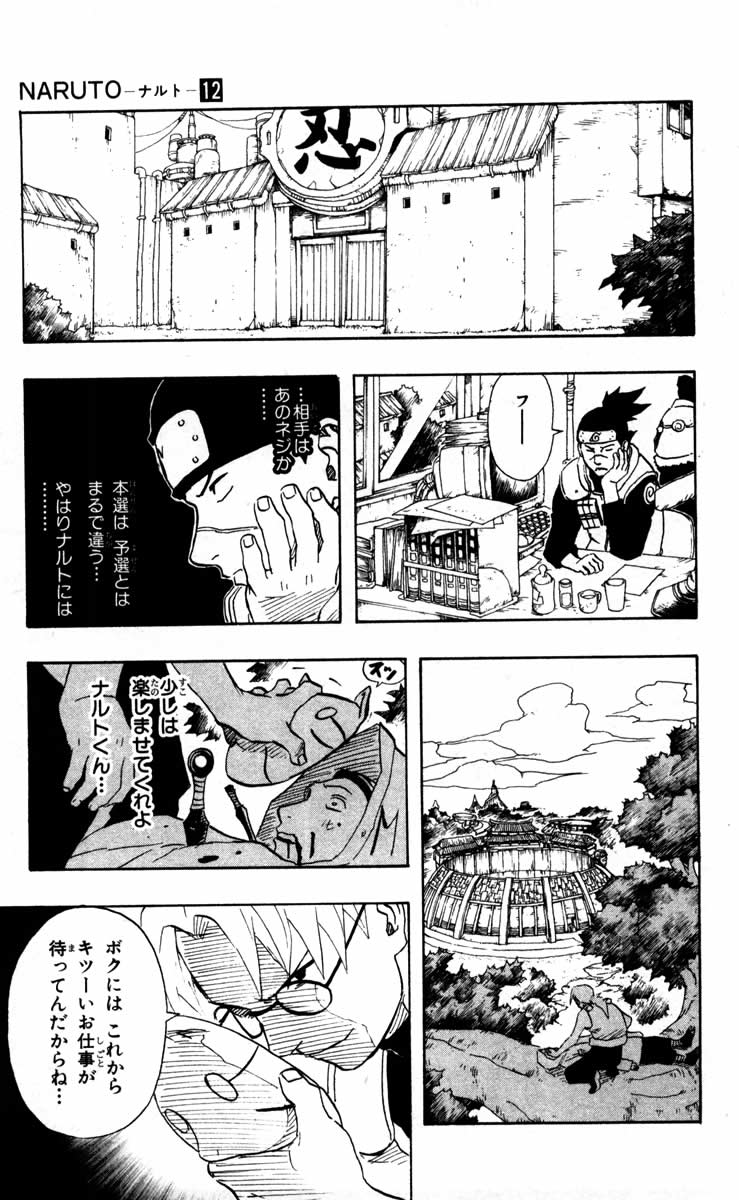 NARUTO—ナルト—12
忍
フー
…相手は
あのネジか
………
本選は 予選とは
まるで違う…
やはりナルトには
………
スッ
少しは
楽しませてくれよ
ナルトくん…
ボクには これから
キツーいお仕事が
待ってんだからね…